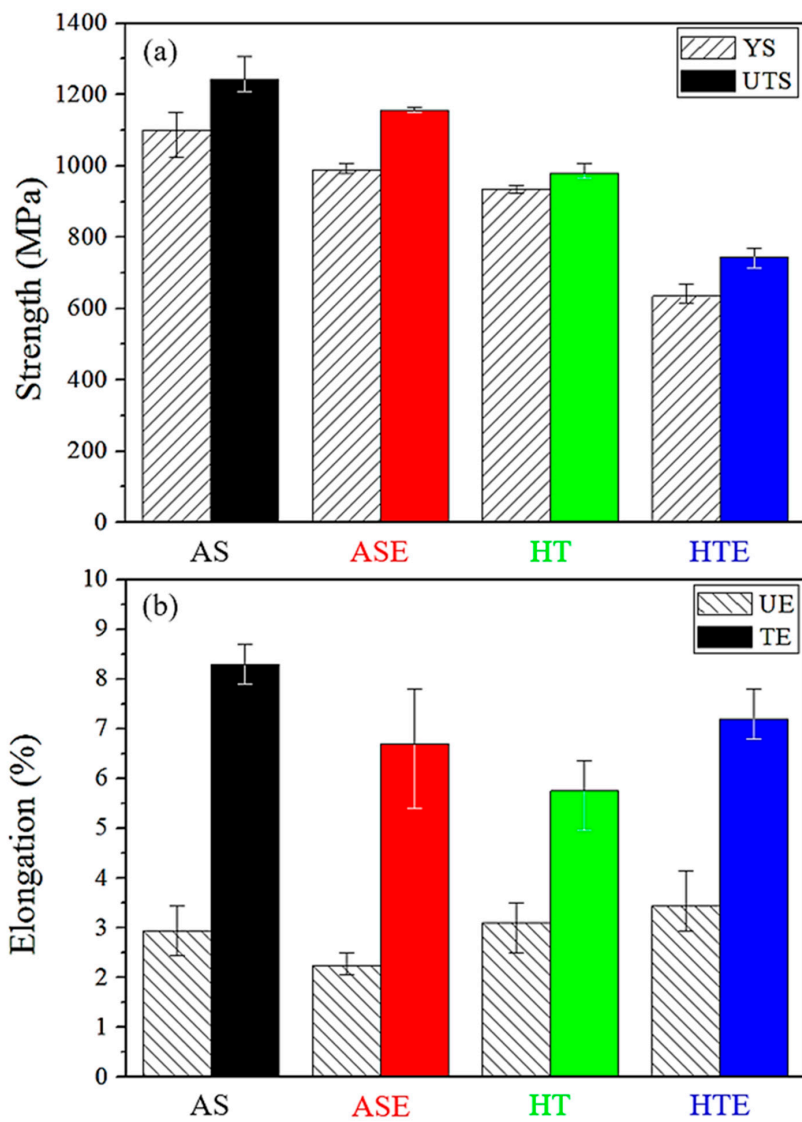 (a)
YS
UTS
Strength (MPa)
1400
1200
1000
800
600
400
200
0
AS ASE HT HTE
(b)
UE
TE
Elongation (%)
10
9
8
7
6
5
4
3
2
1
0
AS ASE HT HTE